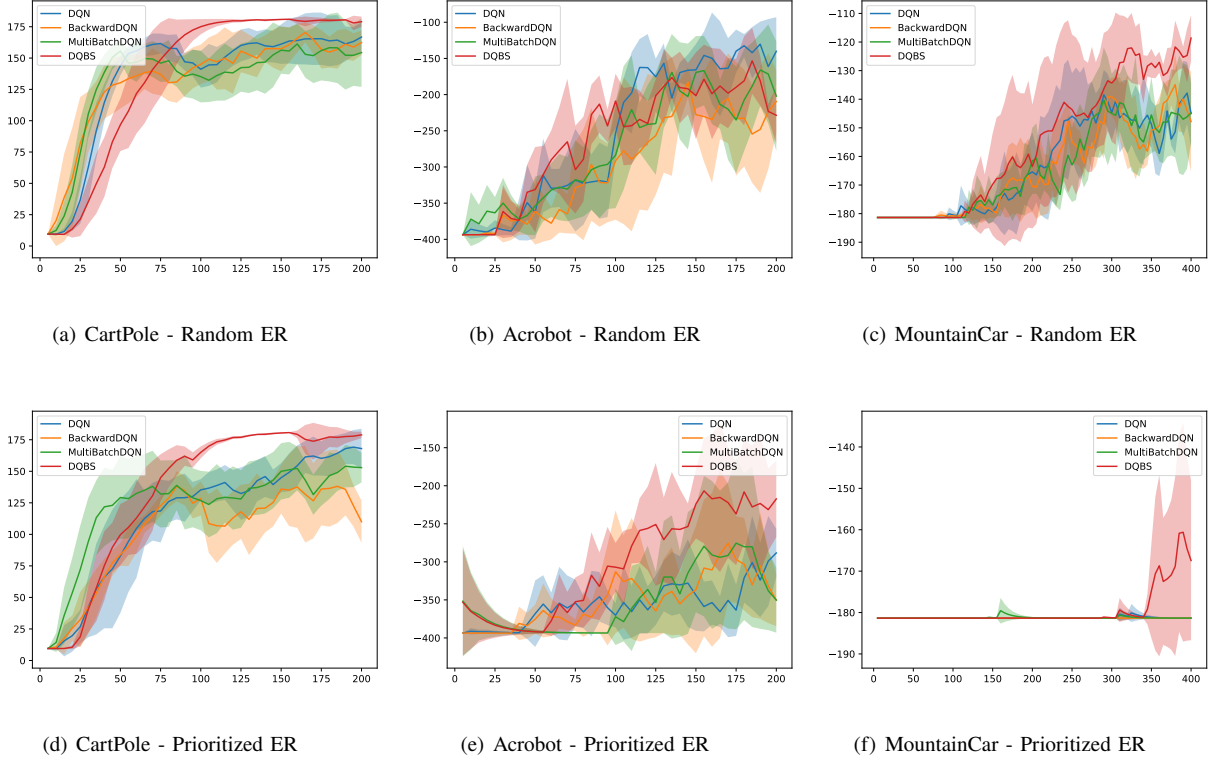 175
150
125
100
75
50
25
0
0 25 50 75 100 125 150 175 200
DQN
BackwardDQN
MultiBatchDQN
DQBS
−100
−150
−200
−250
−300
−350
−400
0 25 50 75 100 125 150 175 200
DQN
BackwardDQN
MultiBatchDQN
DQBS
−110
−120
−130
−140
−150
−160
−170
−180
−190
0 50 100 150 200 250 300 350 400
DQN
BackwardDQN
MultiBatchDQN
DQBS
(a) CartPole - Random ER
(b) Acrobot - Random ER
(c) MountainCar - Random ER
175
150
125
100
75
50
25
0
0 25 50 75 100 125 150 175 200
DQN
BackwardDQN
MultiBatchDQN
DQBS
−150
−200
−250
−300
−350
−400
0 25 50 75 100 125 150 175 200
DQN
BackwardDQN
MultiBatchDQN
DQBS
−140
−150
−160
−170
−180
−190
0 50 100 150 200 250 300 350 400
DQN
BackwardDQN
MultiBatchDQN
DQBS
(d) CartPole - Prioritized ER
(e) Acrobot - Prioritized ER
(f) MountainCar - Prioritized ER